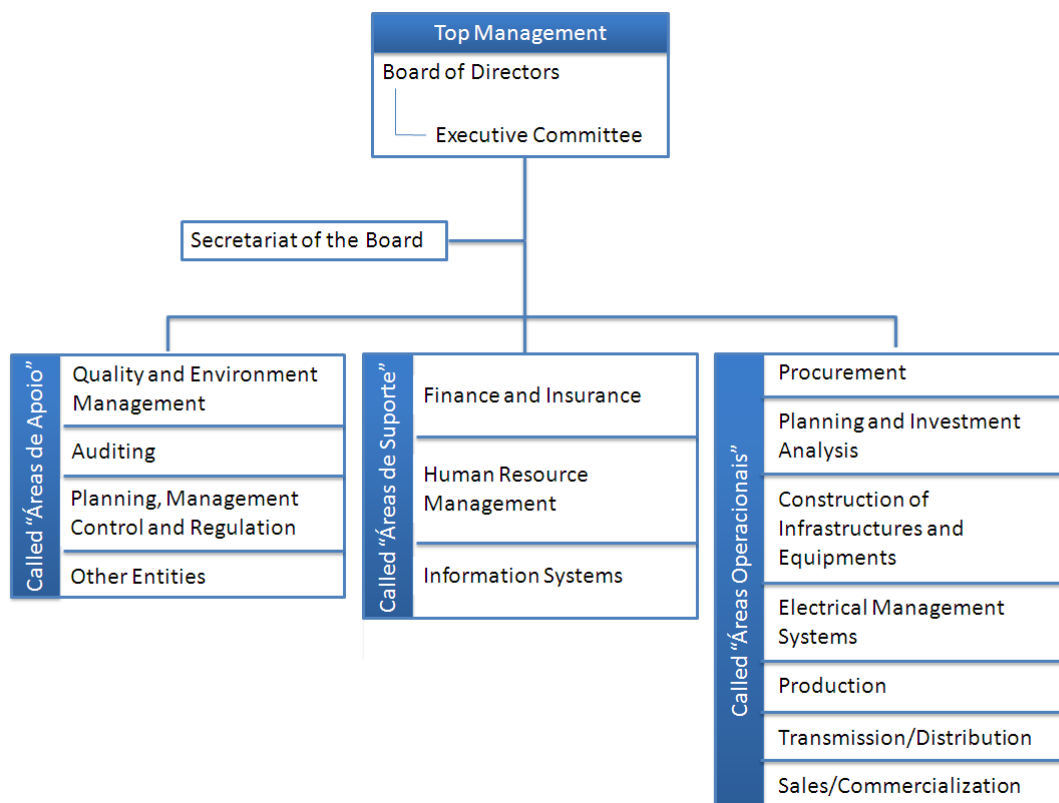 Top Management
Board of Directors
Executive Committee
Secretariat of the Board
Called “Áreas de Apoio”
Quality and Environment
Management
Auditing
Planning, Management
Control and Regulation
Other Entities
Called “Áreas de Suporte”
Finance and Insurance
Human Resource
Management
Information Systems
Called “Áreas Operacionais”
Procurement
Planning and Investment
Analysis
Construction of
Infrastructures and
Equipments
Electrical Management
Systems
Production
Transmission/Distribution
Sales/Commercialization